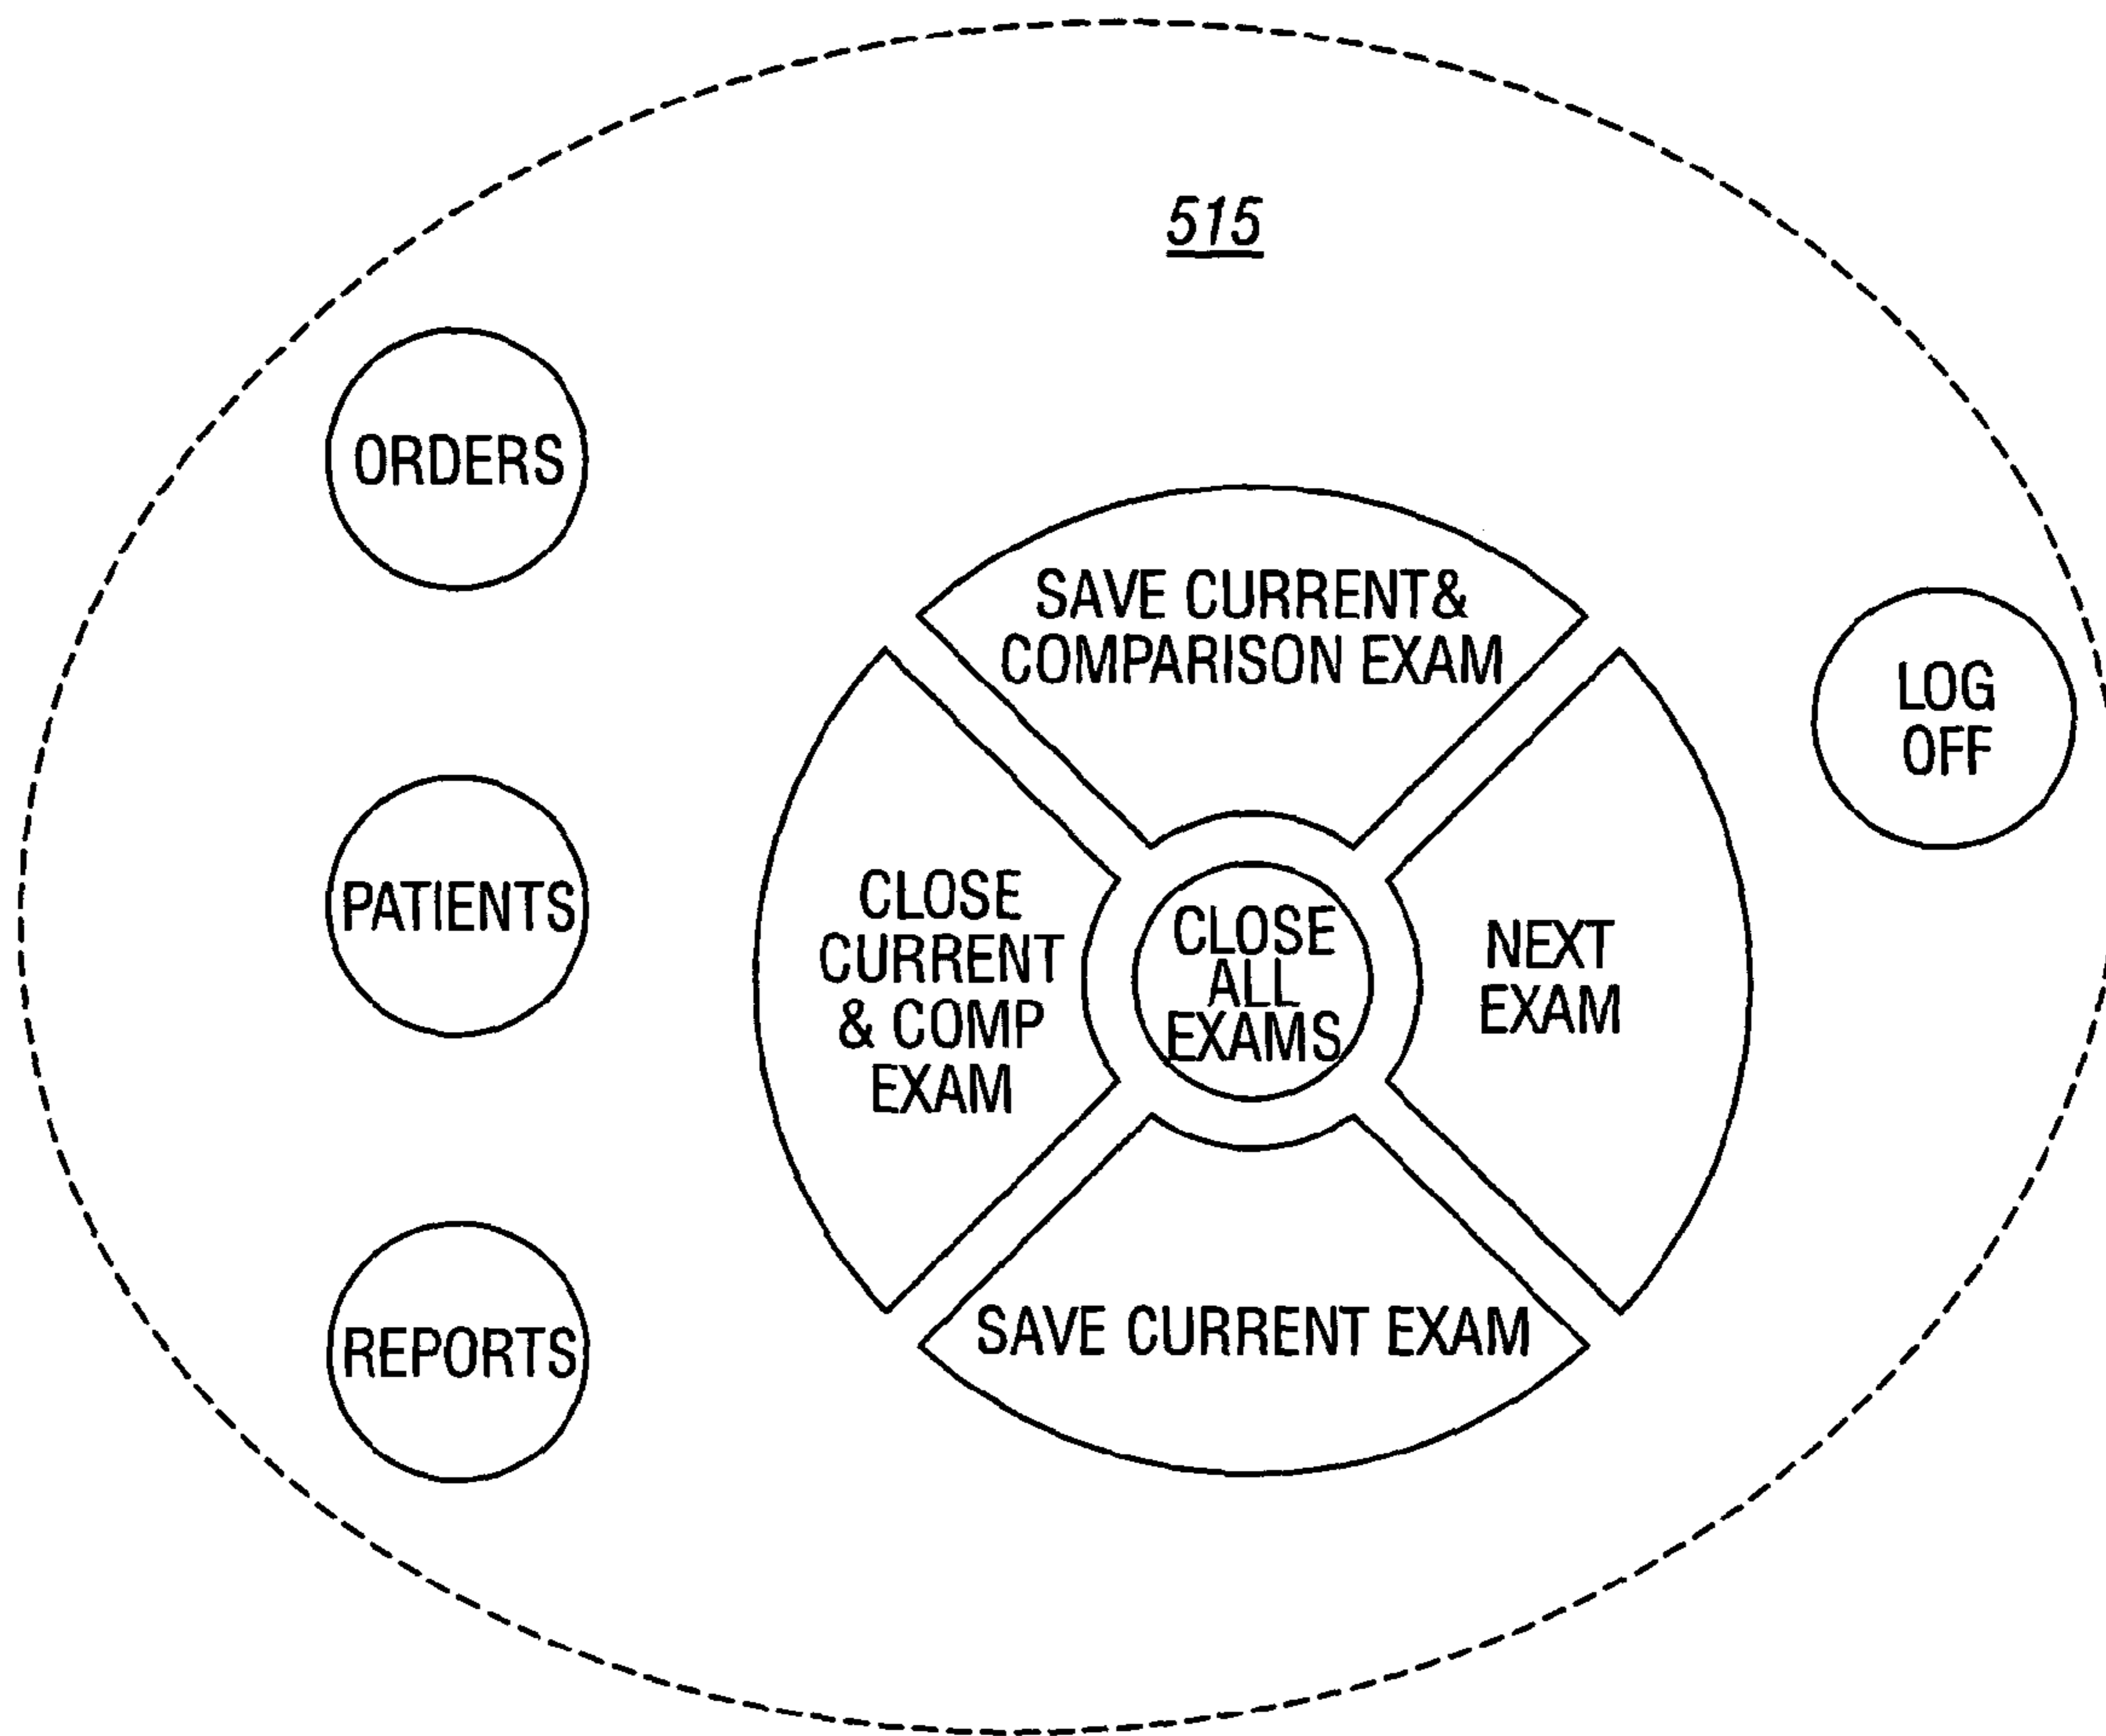 515
ORDERS
SAVE CURRENT&
COMPARISON EXAM
LOG
OFF
PATIENTS
CLOSE
CURRENT
& COMP
EXAM
CLOSE
ALL
EXAMS
NEXT
EXAM
REPORTS
SAVE CURRENT EXAM